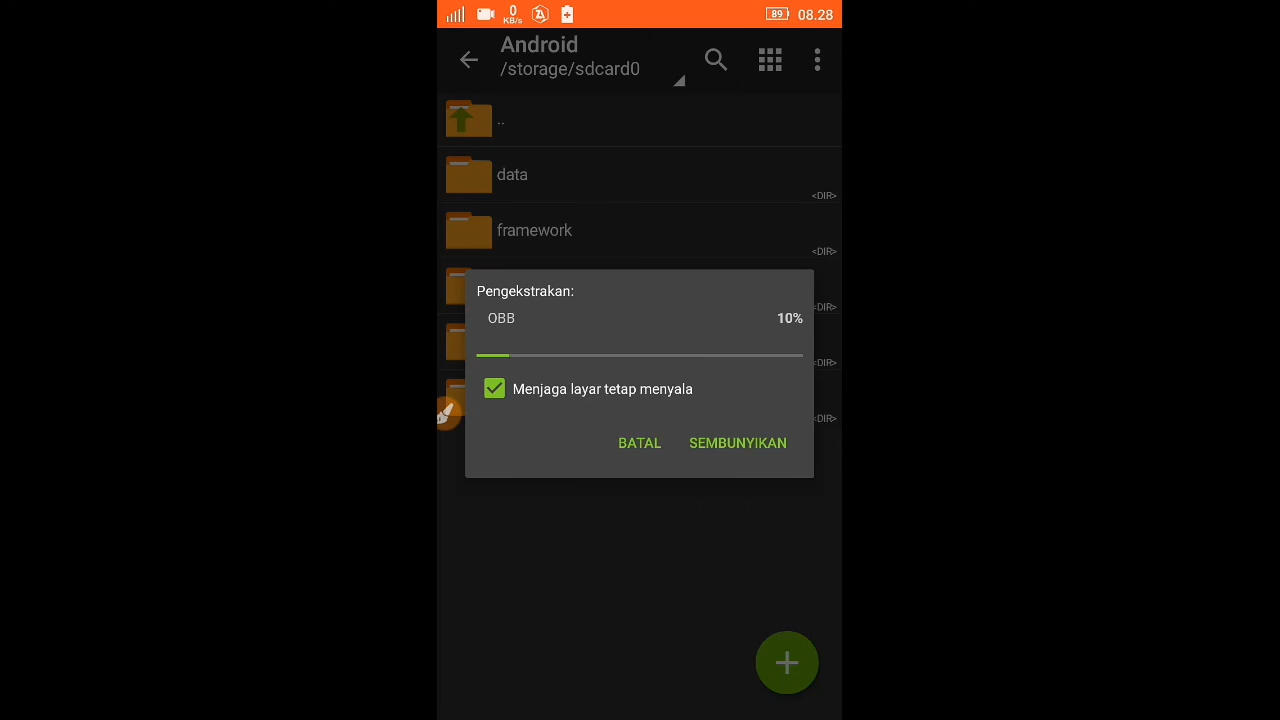 0
KB/s
89
08.28
Android
/storage/sdcard0
..
data
<DIR>
framework
<DIR>
Pengekstrakan:
<DIR>
OBB
10%
<DIR>
Menjaga layar tetap menyala
<DIR>
BATAL
SEMBUNYIKAN